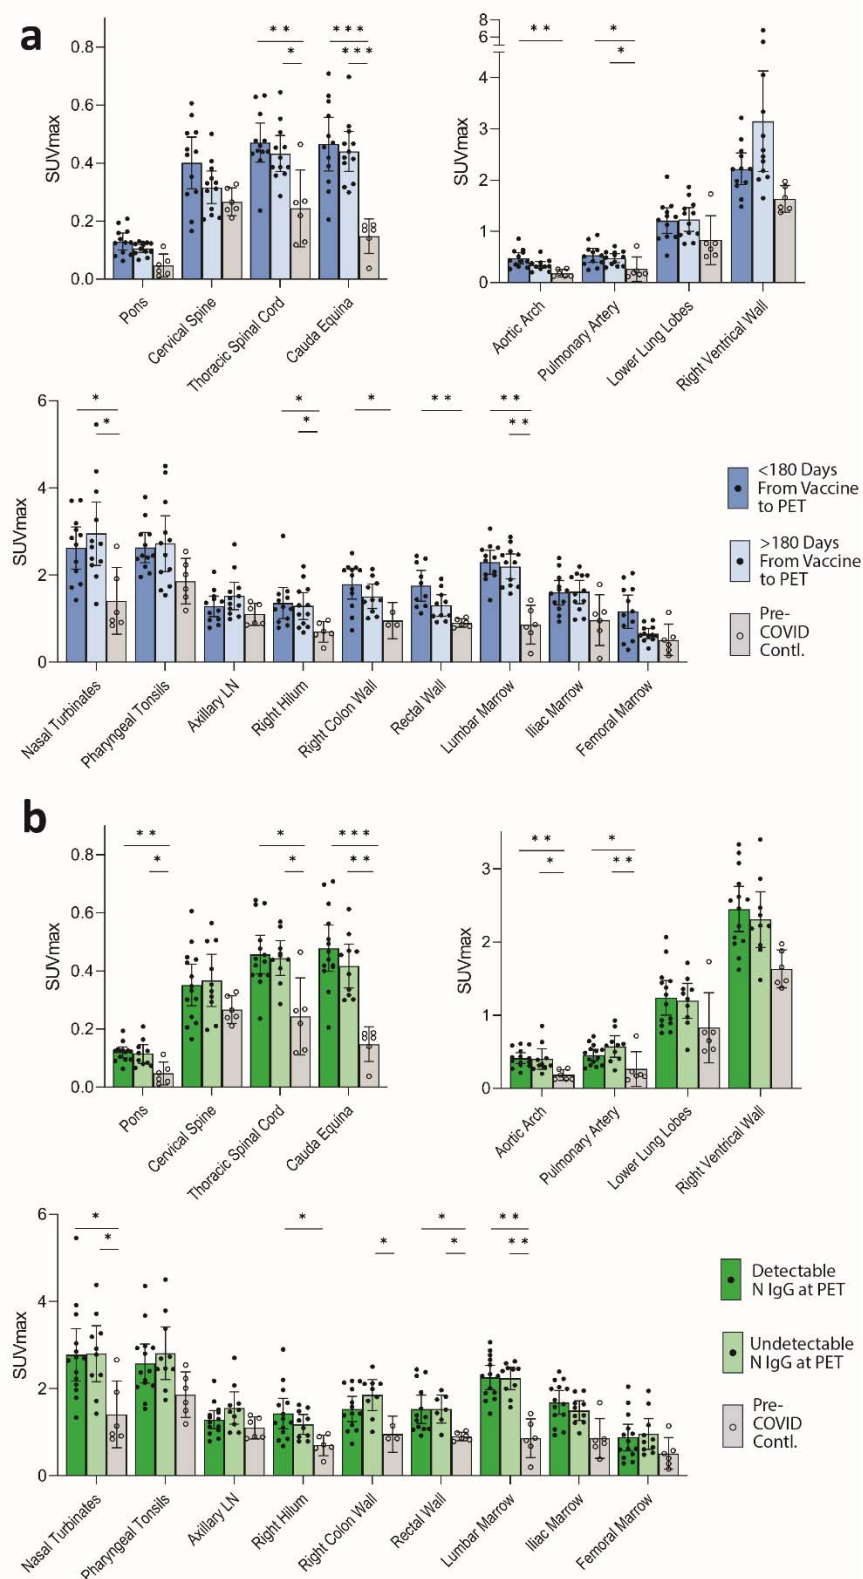 a
SUVmax
0.8
0.6
0.4
0.2
0.0
** *** 
* ***
Pons
Cervical Spine
Thoracic Spinal Cord
Cauda Equina
SUVmax
8
6
4
3
2
1
0
** *
*
Aortic Arch
Pulmonary Artery
Lower Lung Lobes
Right Ventrical Wall
SUVmax
6
4
2
0
* * * ** **
* * **
Nasal Turbinates
Pharyngeal Tonsils
Axillary LN
Right Hilum
Right Colon Wall
Rectal Wall
Lumbar Marrow
Iliac Marrow
Femoral Marrow
<180 Days
From Vaccine
to PET
>180 Days
From Vaccine
to PET
Pre-
COVID
Contl.
b
SUVmax
0.8
0.6
0.4
0.2
0.0
** * ***
* * **
Pons
Cervical Spine
Thoracic Spinal Cord
Cauda Equina
SUVmax
3
2
1
0
** *
* **
Aortic Arch
Pulmonary Artery
Lower Lung Lobes
Right Ventrical Wall
SUVmax
6
4
2
0
* * * **
* * * **
Nasal Turbinates
Pharyngeal Tonsils
Axillary LN
Right Hilum
Right Colon Wall
Rectal Wall
Lumbar Marrow
Iliac Marrow
Femoral Marrow
Detectable
N IgG at PET
Undetectable
N IgG at PET
Pre-
COVID
Contl.